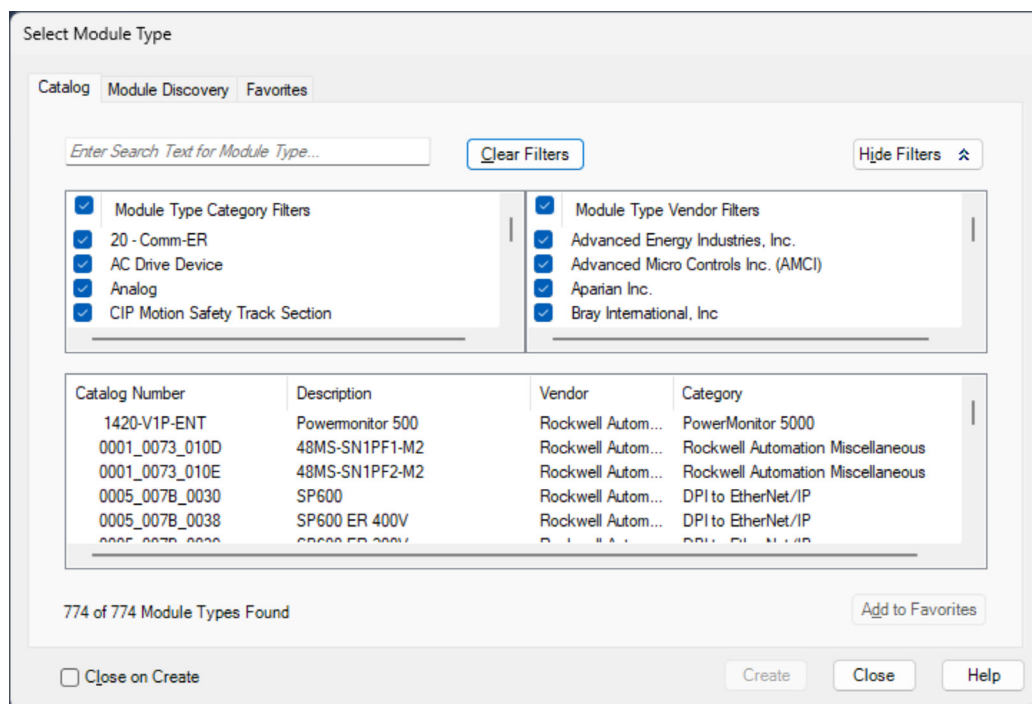 Select Module Type
Catalog Module Discovery Favorites
Enter Search Text for Module Type... Clear Filters Hide Filters
Module Type Category Filters Module Type Vendor Filters
20 - Comm-ER Advanced Energy Industries, Inc.
AC Drive Device Advanced Micro Controls Inc. (AMCI)
Analog Aparian Inc.
CIP Motion Safety Track Section Bray International, Inc
Catalog Number Description Vendor Category
1420-V1P-ENT Powermonitor 500 Rockwell Autom... PowerMonitor 5000
0001_0073_010D 48MS-SN1PF1-M2 Rockwell Autom... Rockwell Automation Miscellaneous
0001_0073_010E 48MS-SN1PF2-M2 Rockwell Autom... Rockwell Automation Miscellaneous
0005_007B_0030 SP600 Rockwell Autom... DPI to EtherNet/IP
0005_007B_0038 SP600 ER 400V Rockwell Autom... DPI to EtherNet/IP
774 of 774 Module Types Found Add to Favorites
Close on Create Create Close Help